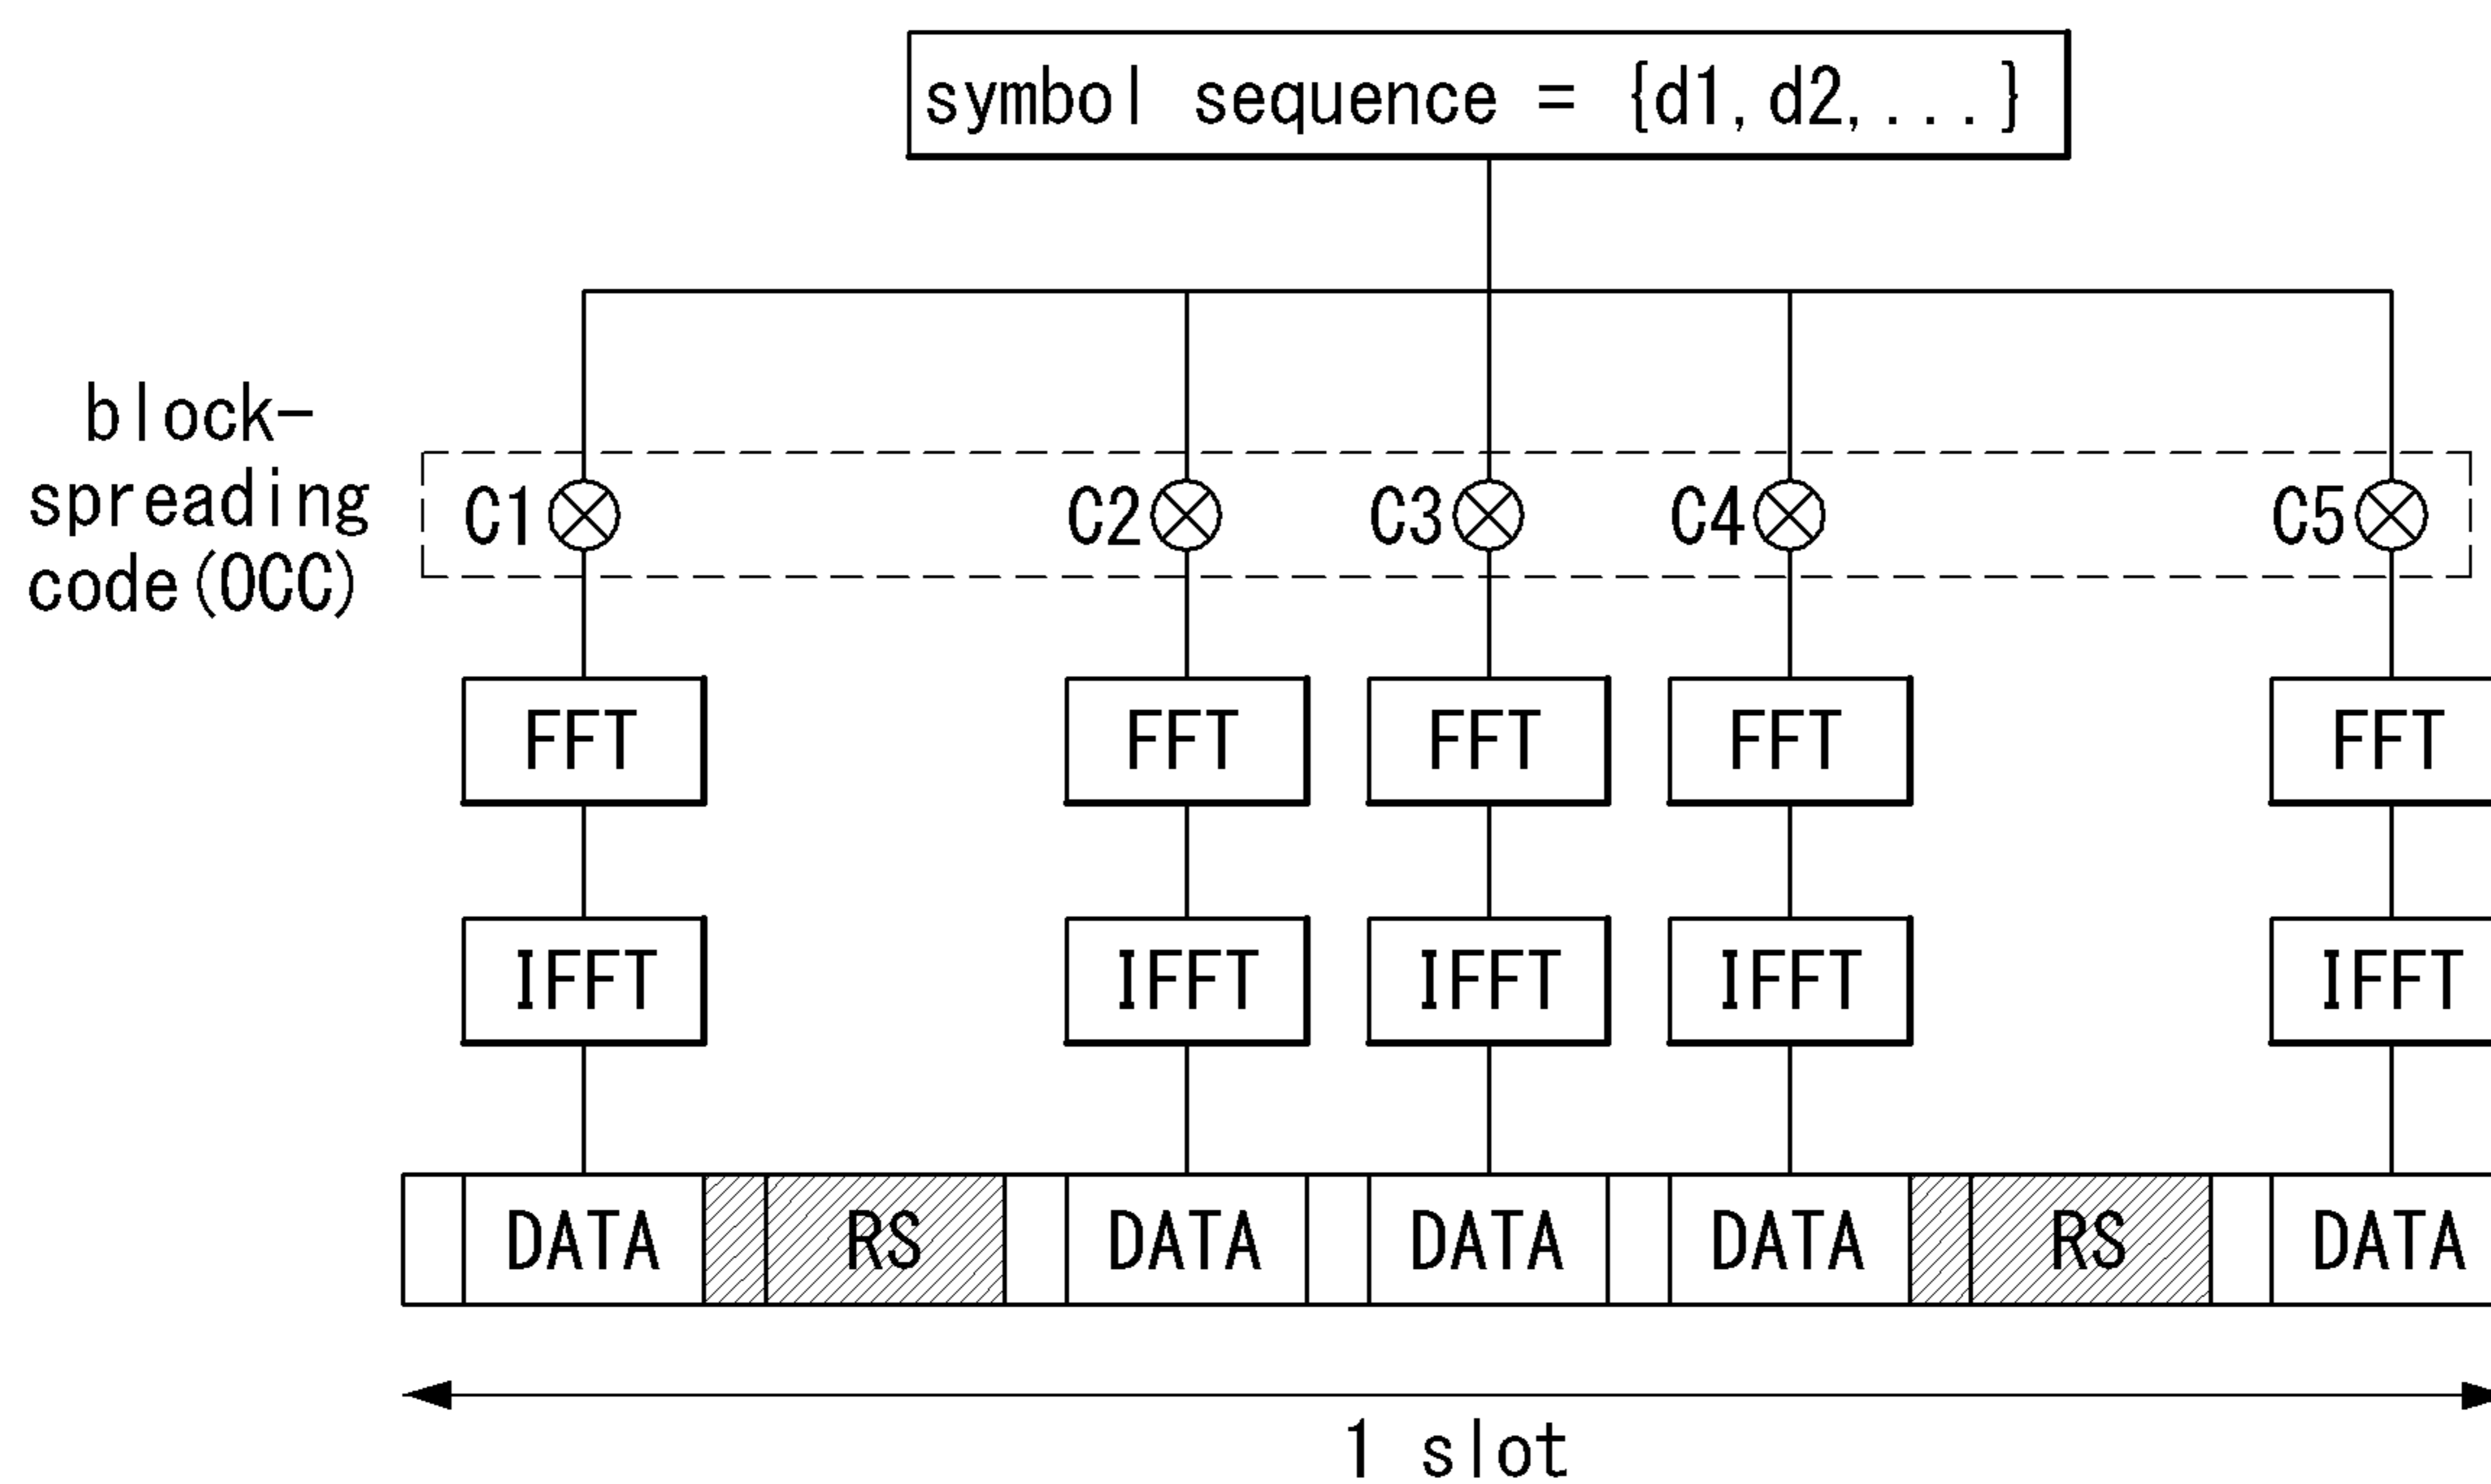 symbol sequence = {d1,d2,...}
block-
spreading
code(OCC)
C1 C2 C3 C4 C5
FFT FFT FFT FFT FFT
IFFT IFFT IFFT IFFT IFFT
DATA RS DATA DATA DATA RS DATA
1 slot